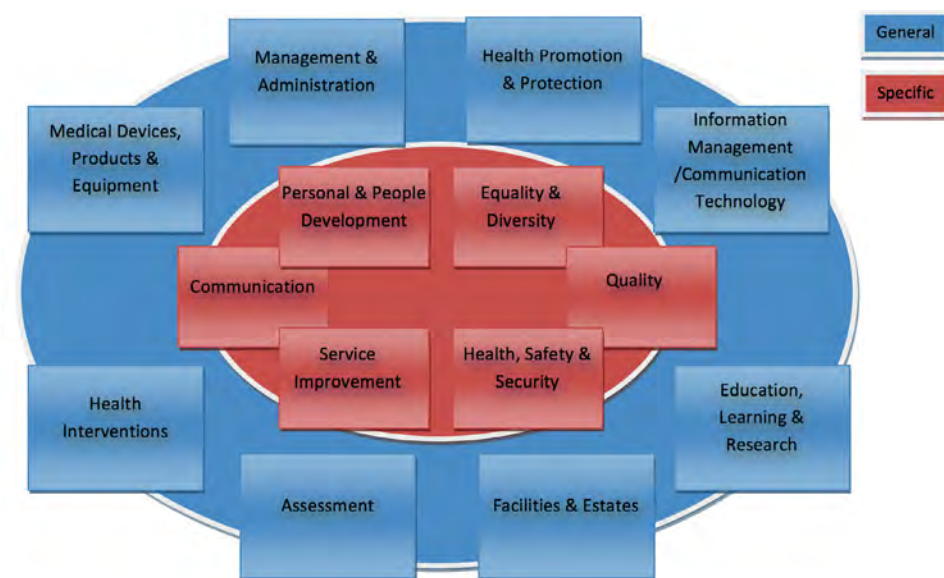 Management &
Administration
Health Promotion
& Protection
General
Specific
Medical Devices,
Products &
Equipment
Information
Management
/Communication
Technology
Personal & People
Development
Equality &
Diversity
Communication
Quality
Service
Improvement
Health, Safety &
Security
Health
Interventions
Education,
Learning &
Research
Assessment
Facilities & Estates